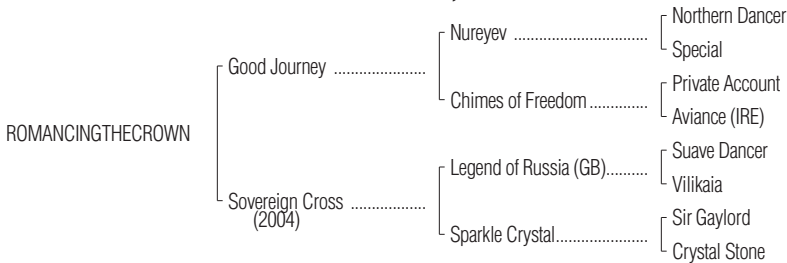 Northern Dancer
Nureyev ................................
Special
Good Journey ......................
Private Account
Chimes of Freedom..............
Aviance (IRE)
ROMANCINGTHECROWN
Suave Dancer
Legend of Russia (GB)..........
Vilikaia
Sovereign Cross ..................
(2004)
Sir Gaylord
Sparkle Crystal......................
Crystal Stone